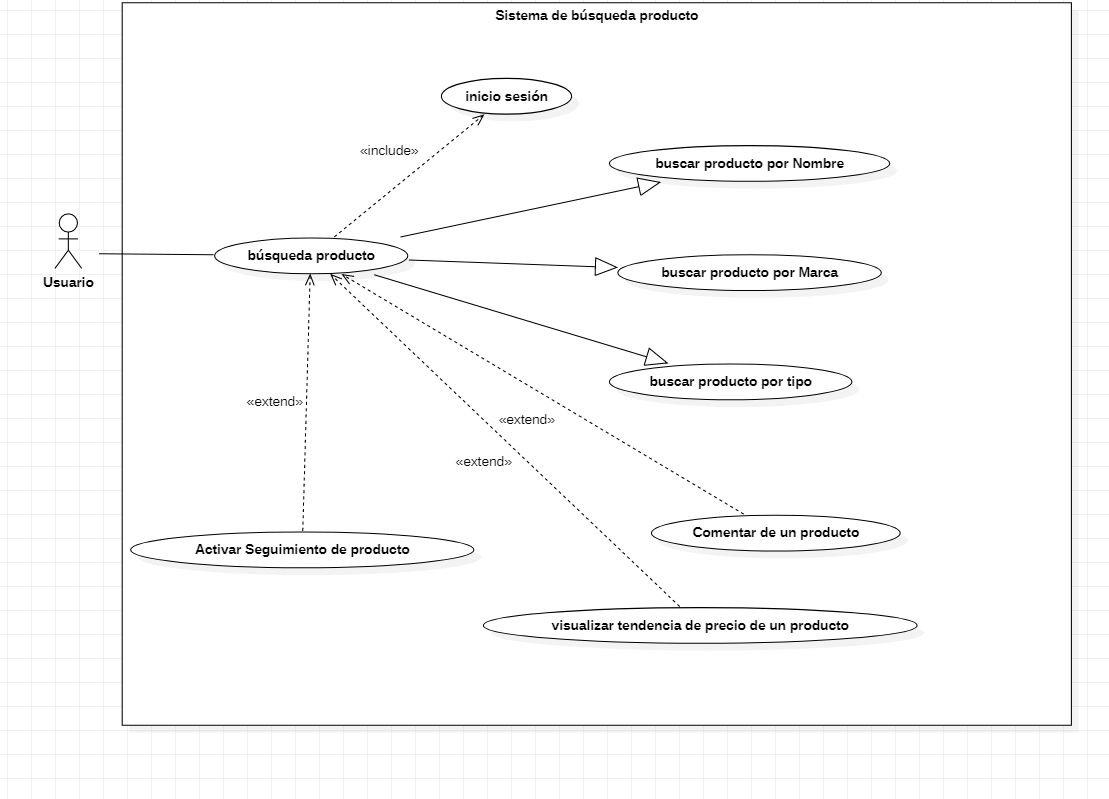 Sistema de búsqueda producto
inicio sesión
«include»
buscar producto por Nombre
búsqueda producto
buscar producto por Marca
Usuario
buscar producto por tipo
«extend»
«extend»
«extend»
Comentar de un producto
Activar Seguimiento de producto
visualizar tendencia de precio de un producto